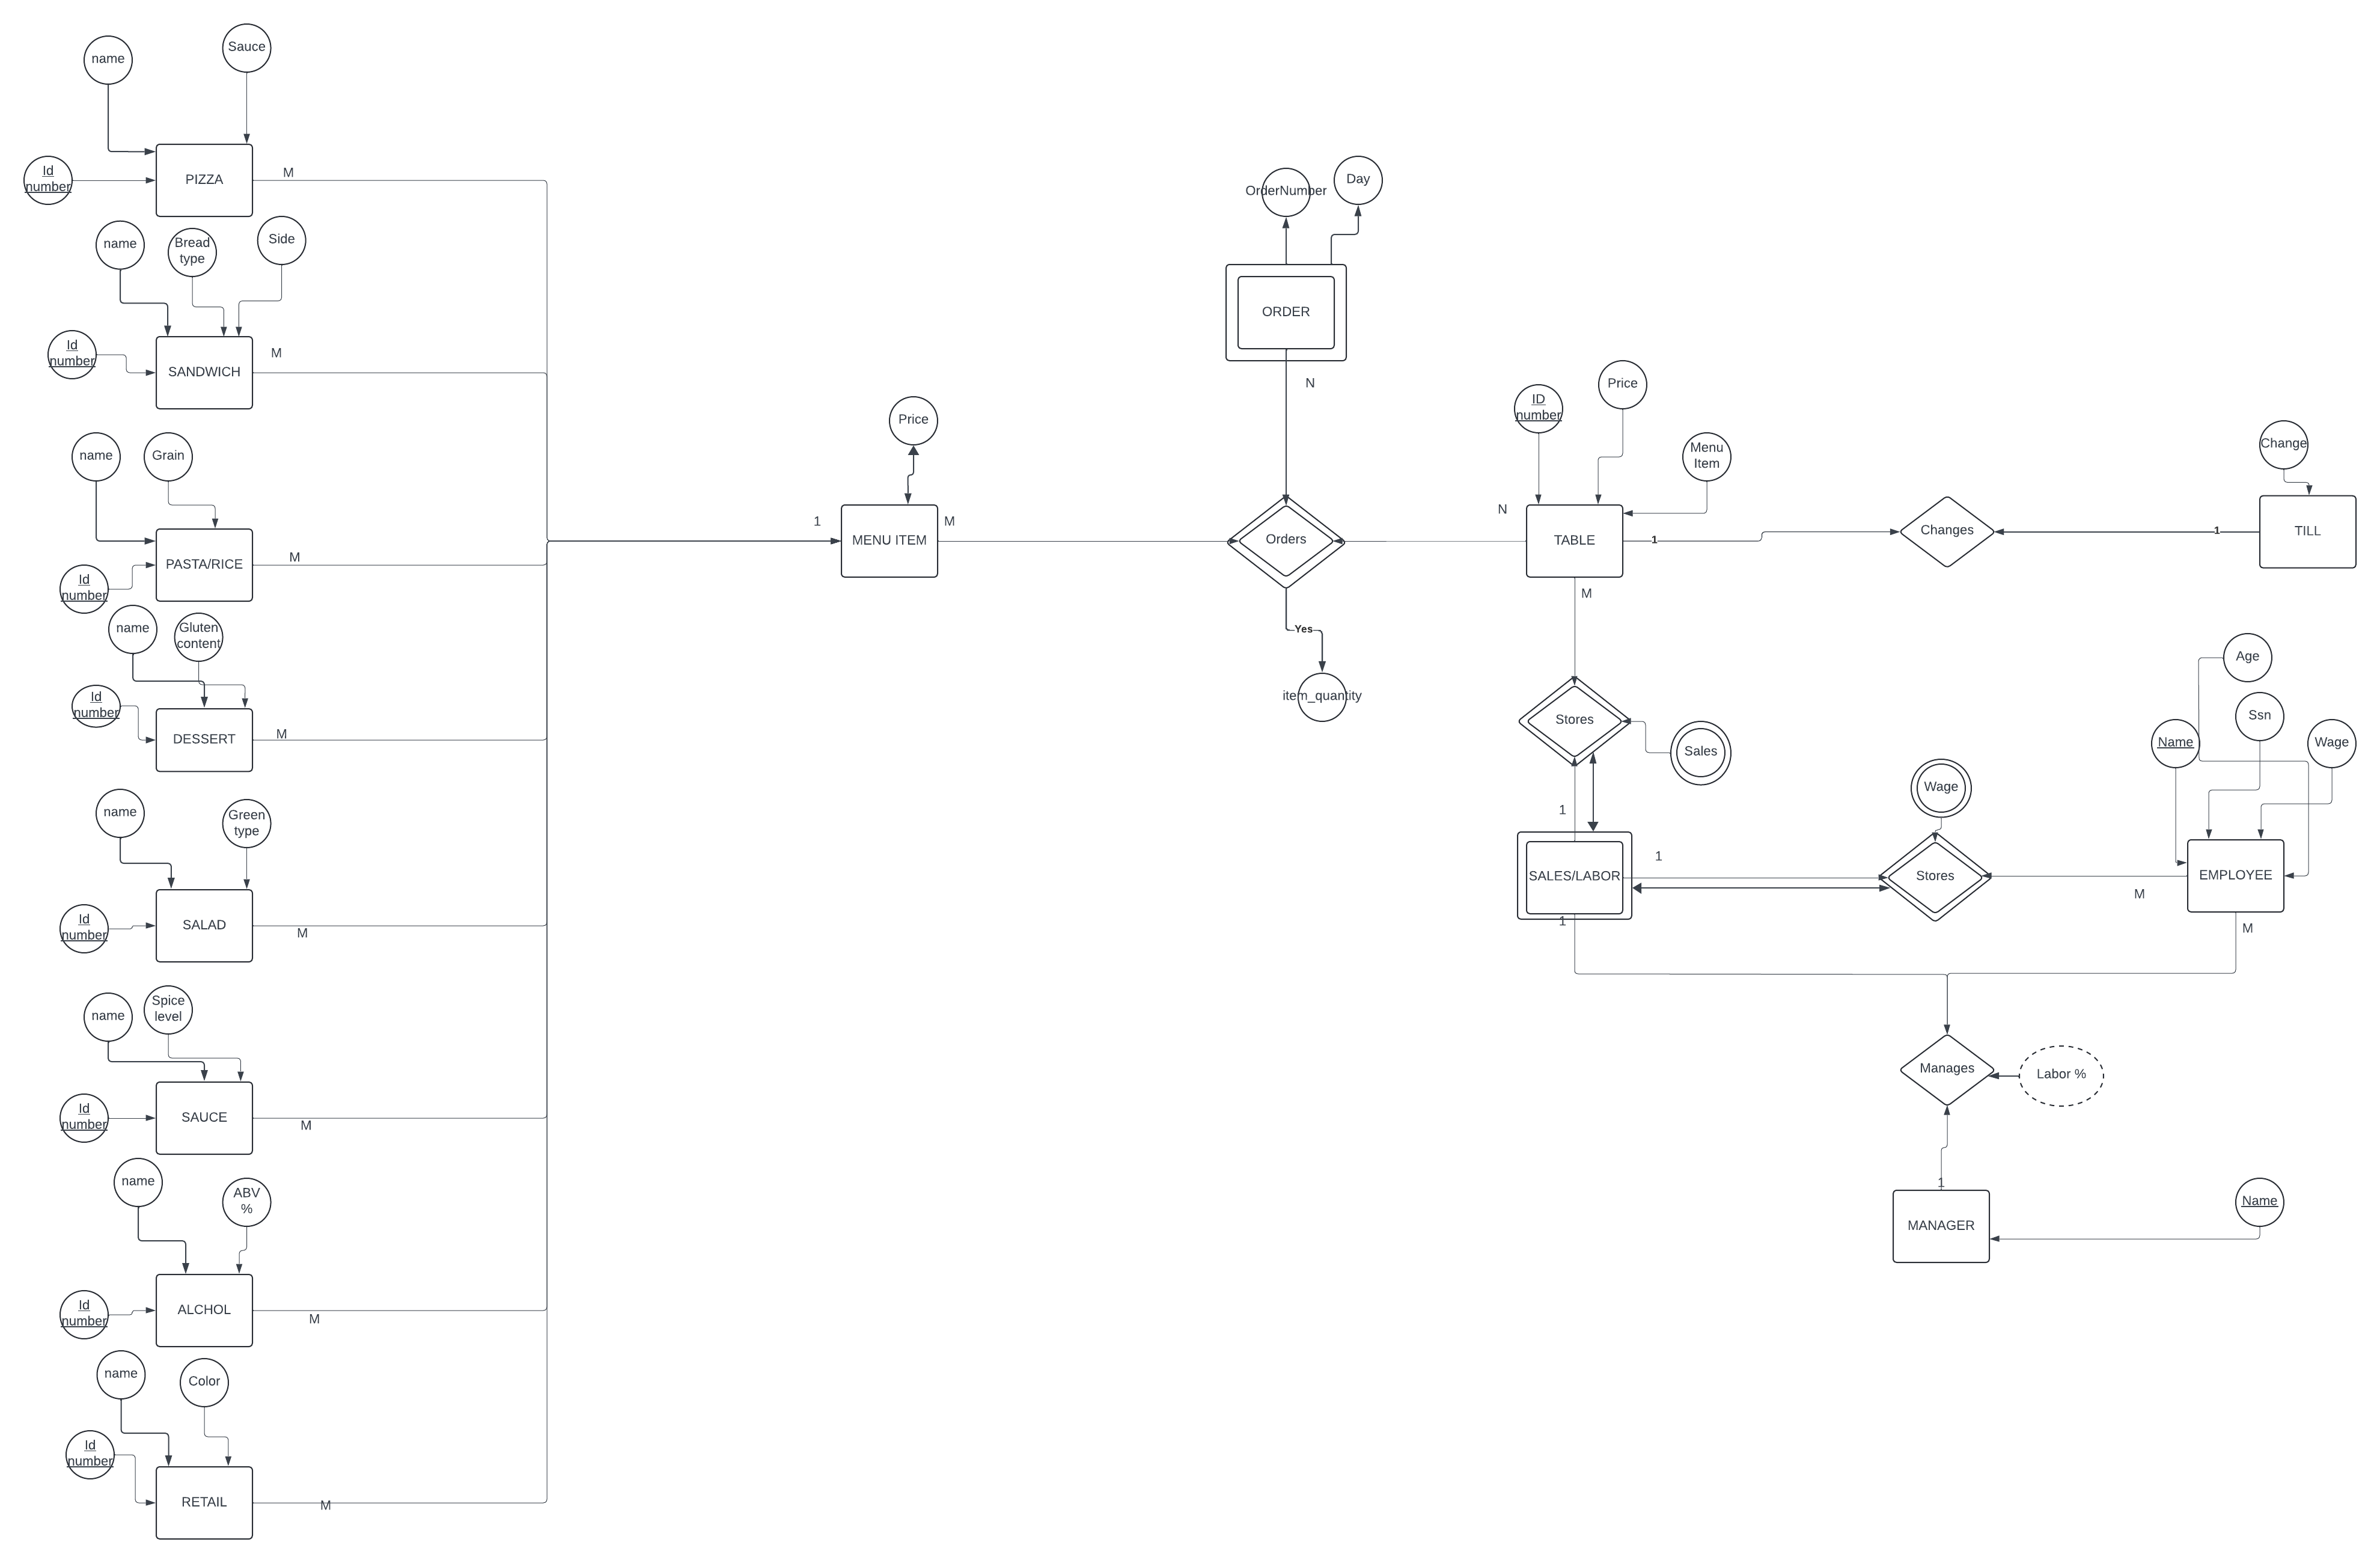 name
Sauce
Id
number
PIZZA
M
name
Bread
type
Side
Id
number
SANDWICH
M
name
Grain
Id
number
PASTA/RICE
M
name
Gluten
content
Id
number
DESSERT
M
name
Green
type
Id
number
SALAD
M
name
Spice
level
Id
number
SAUCE
M
name
ABV
%
Id
number
ALCHOL
M
name
Color
Id
number
RETAIL
M
1
Price
MENU ITEM
M
OrderNumber
Day
ORDER
N
Orders
Yes
item_quantity
N
ID
number
Price
Menu
Item
TABLE
1
Changes
1
Change
TILL
M
Stores
Sales
1
SALES/LABOR
1
1
Wage
Stores
M
Age
Ssn
Name
Wage
EMPLOYEE
M
Manages
Labor %
1
MANAGER
Name